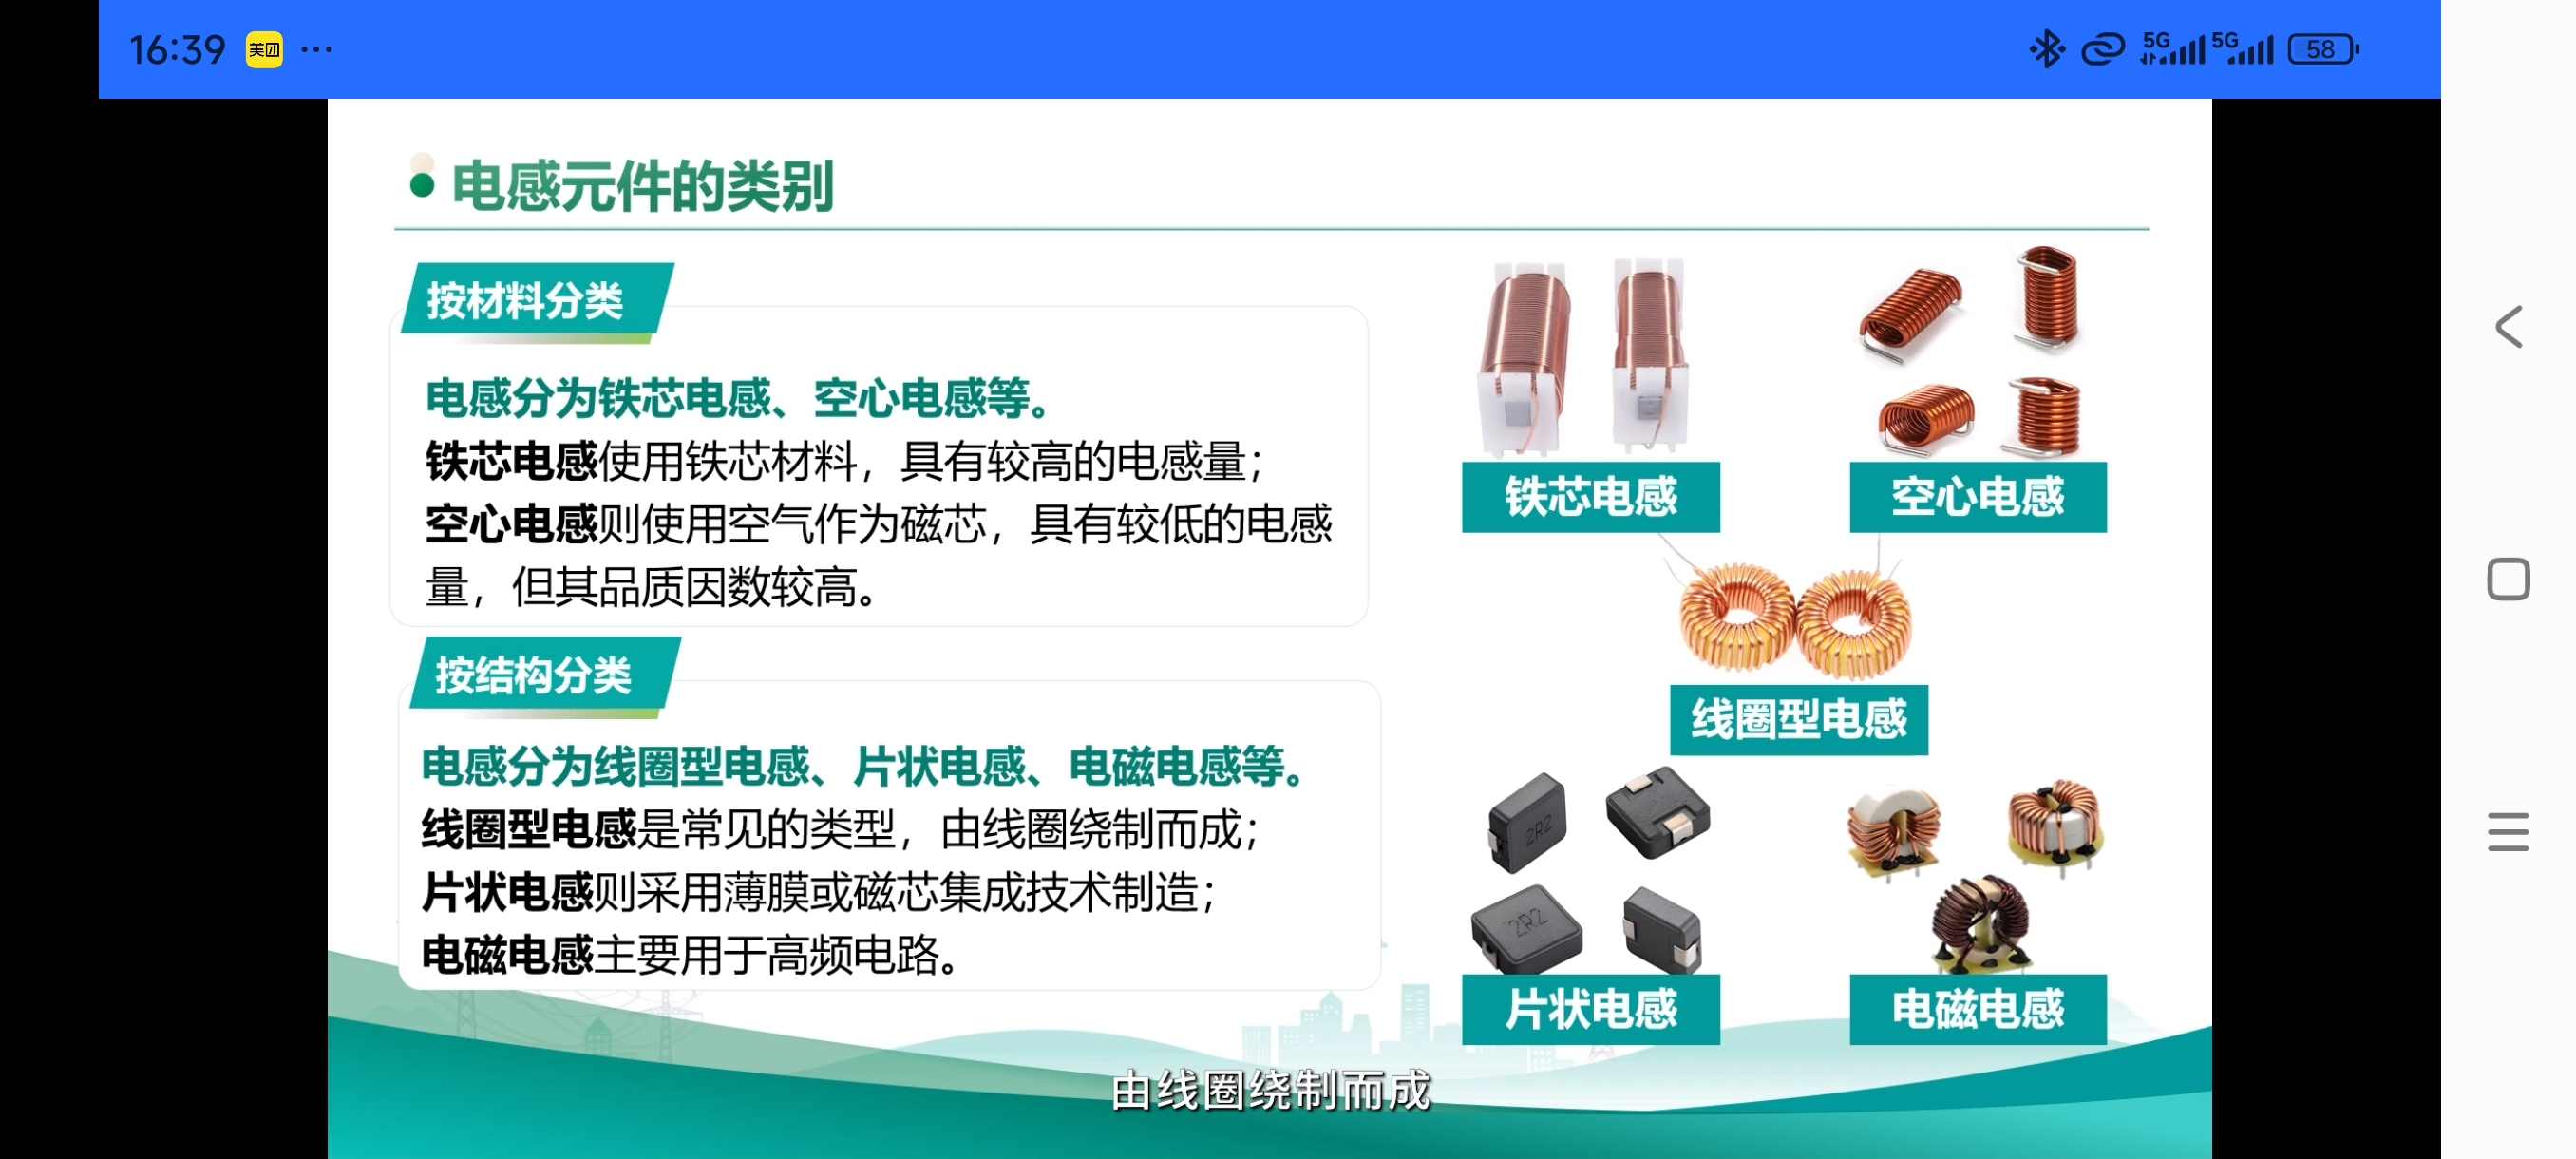 16:39 美团 ···
5G 5G 58
电感元件的类别
按材料分类
电感分为铁芯电感、空心电感等。
铁芯电感使用铁芯材料，具有较高的电感量；
空心电感则使用空气作为磁芯，具有较低的电感
量，但其品质因数较高。
按结构分类
电感分为线圈型电感、片状电感、电磁电感等。
线圈型电感是常见的类型，由线圈绕制而成；
片状电感则采用薄膜或磁芯集成技术制造；
电磁电感主要用于高频电路。
铁芯电感
空心电感
线圈型电感
2R2
2R2
片状电感
电磁电感
由线圈绕制而成